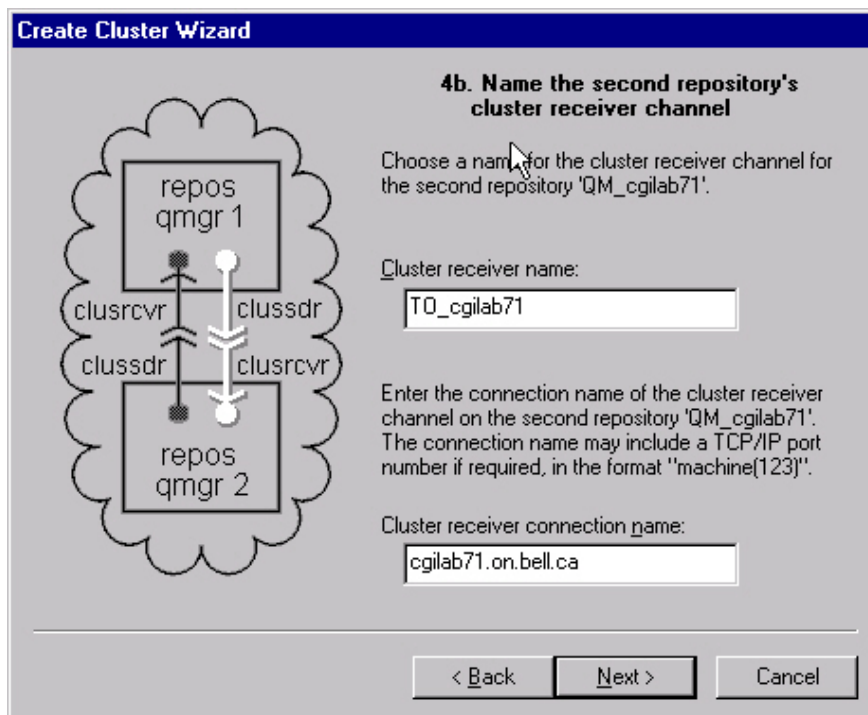 Create Cluster Wizard
4b. Name the second repository's
cluster receiver channel
Choose a name for the cluster receiver channel for
the second repository 'QM_cgilab71'.
Cluster receiver name:
TO_cgilab71
Enter the connection name of the cluster receiver
channel on the second repository 'QM_cgilab71'.
The connection name may include a TCP/IP port
number if required, in the format "machine(123)".
Cluster receiver connection name:
cgilab71.on.bell.ca
repos
qmgr 1
clusrcvr
clussdr
clussdr
clusrcvr
repos
qmgr 2
< Back
Next >
Cancel